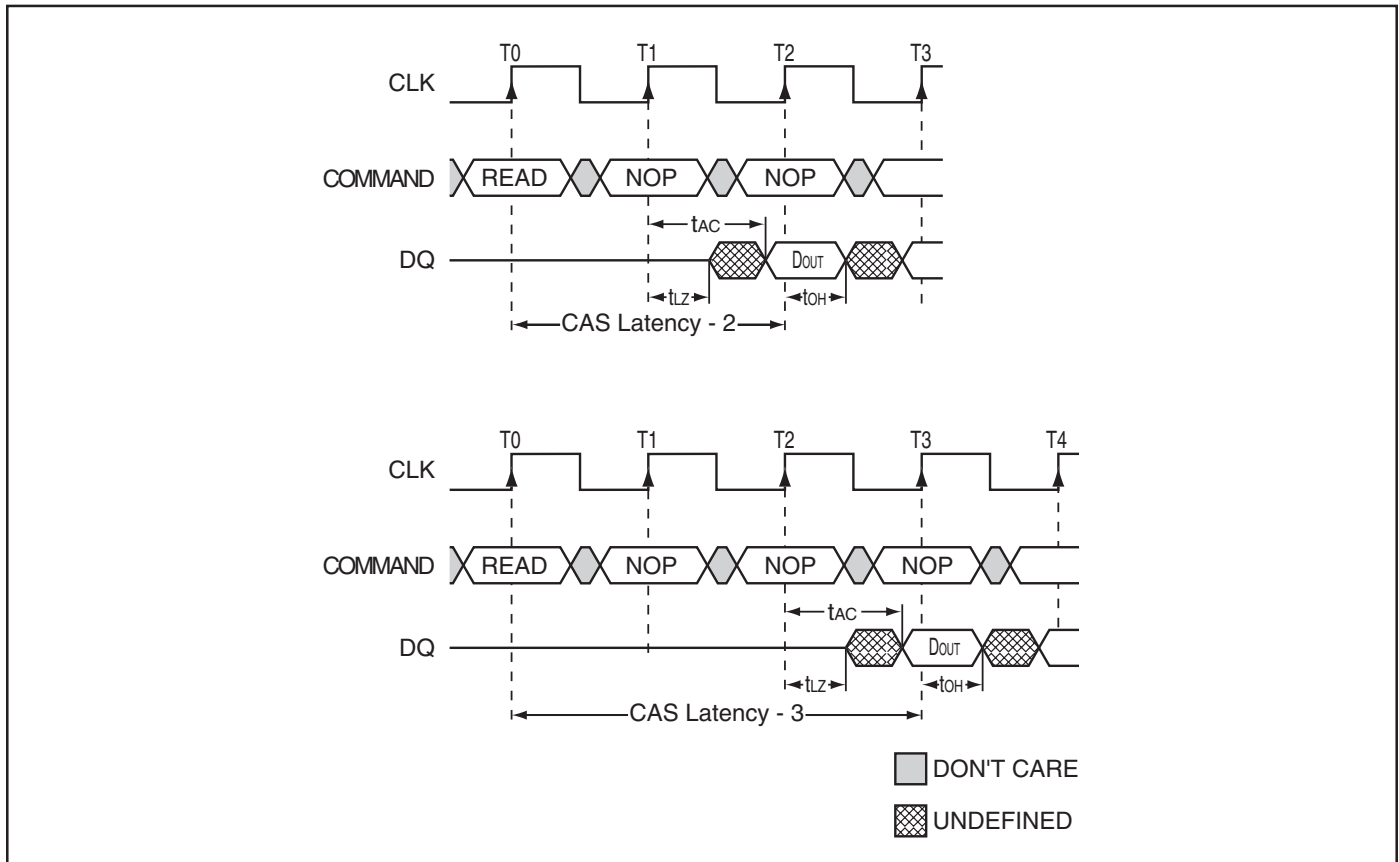 T0 T1 T2 T3
CLK
COMMAND READ NOP NOP
tAC
DQ DOUT
tLZ tOH
CAS Latency - 2
T0 T1 T2 T3 T4
CLK
COMMAND READ NOP NOP NOP
tAC
DQ DOUT
tLZ tOH
CAS Latency - 3
DON'T CARE
UNDEFINED